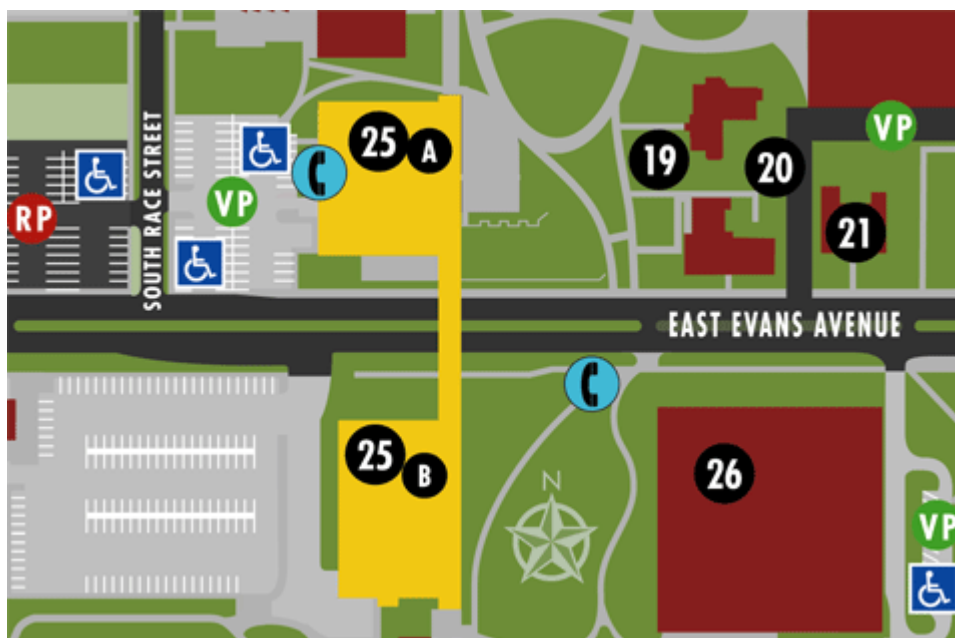 25 A
VP
19
20
SOUTH RACE STREET
VP
RP
21
EAST EVANS AVENUE
25 B
26
N
VP